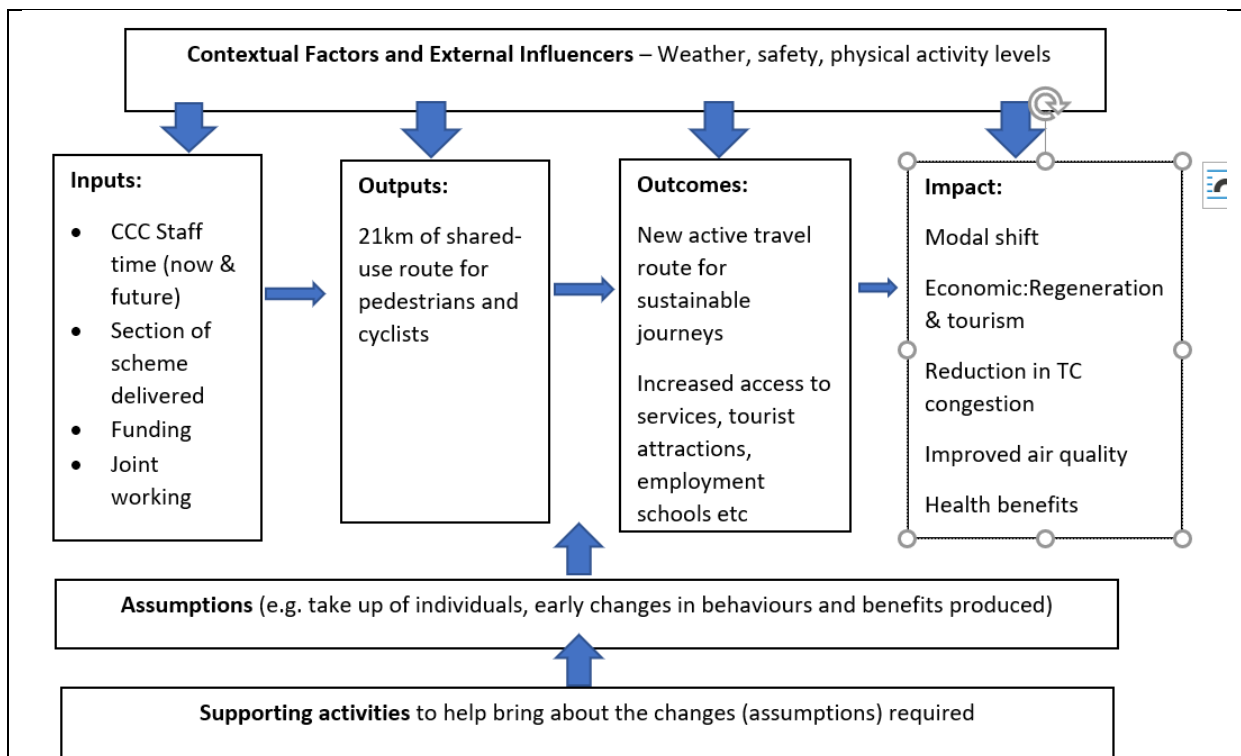 Contextual Factors and External Influencers – Weather, safety, physical activity levels
Inputs:
• CCC Staff
time (now &
future)
• Section of
scheme
delivered
• Funding
• Joint
working
Outputs:
21km of shared-
use route for
pedestrians and
cyclists
Outcomes:
New active travel
route for
sustainable
journeys
Increased access to
services, tourist
attractions,
employment
schools etc
Impact:
Modal shift
Economic:Regeneration
& tourism
Reduction in TC
congestion
Improved air quality
Health benefits
Assumptions (e.g. take up of individuals, early changes in behaviours and benefits produced)
Supporting activities to help bring about the changes (assumptions) required